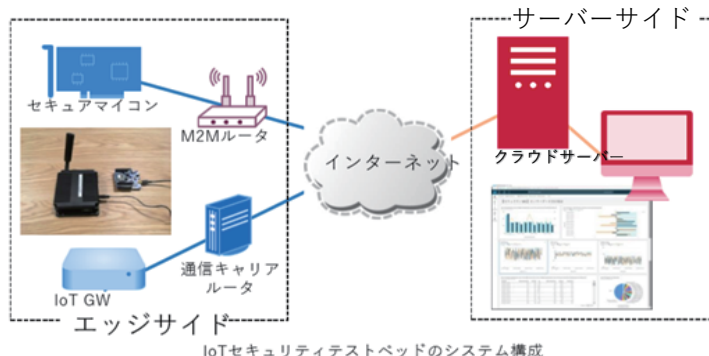 サーバーサイド
セキュアマイコン
M2Mルータ
インターネット
クラウドサーバー
通信キャリア
ルータ
IoT GW
エッジサイド
IoTセキュリティテストベッドのシステム構成